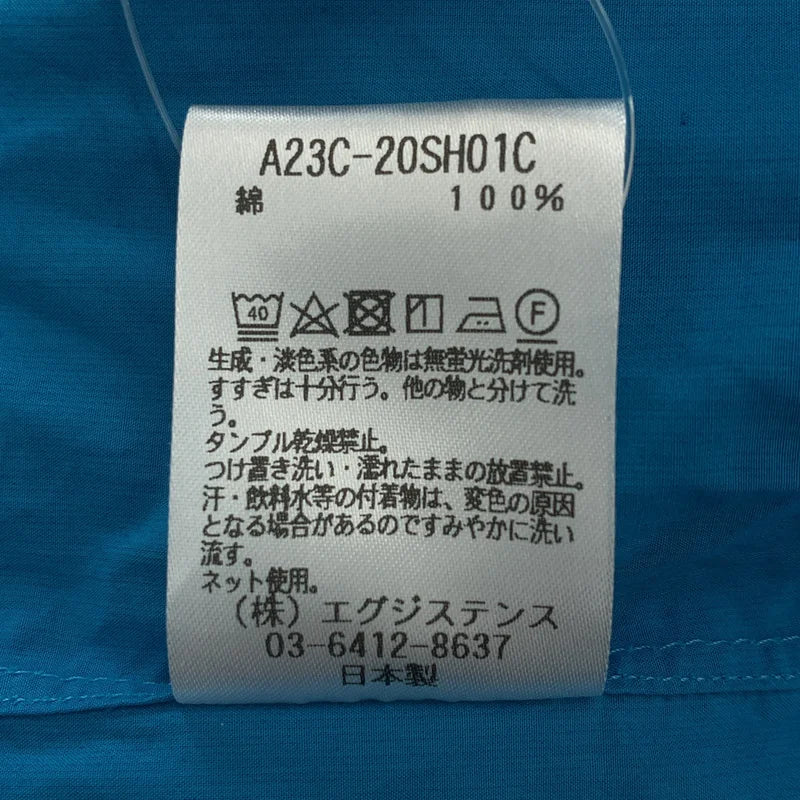 A23C-20SH01C
綿 100%
40
F
生成・淡色系の色物は無蛍光洗剤使用。
すすぎは十分行う。他の物と分けて洗
う。
タンブル乾燥禁止。
つけ置き洗い・濡れたままの放置禁止。
汗・飲料水等の付着物は、変色の原因
となる場合があるのですみやかに洗い
流す。
ネット使用。
(株)エグジステンス
03-6412-8637
日本製